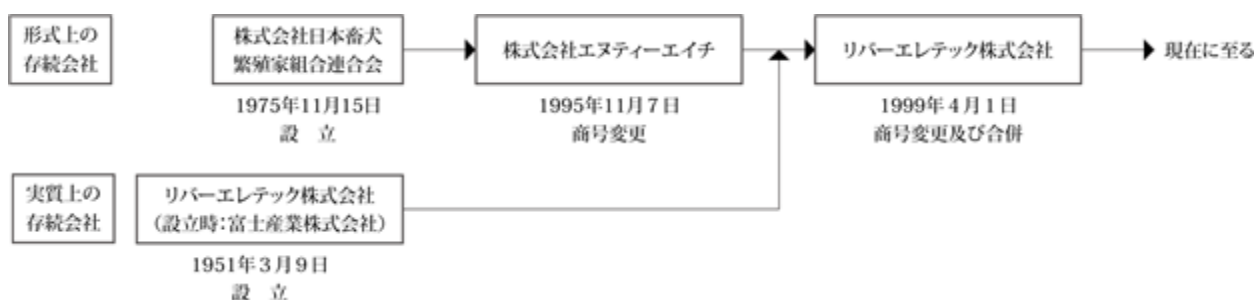 形式上の
存続会社
株式会社日本畜犬
繁殖家組合連合会
1975年11月15日
設 立
株式会社エヌティーエイチ
1995年11月7日
商号変更
リバーエレテック株式会社
1999年4月1日
商号変更及び合併
現在に至る
実質上の
存続会社
リバーエレテック株式会社
(設立時:富士産業株式会社)
1951年3月9日
設 立